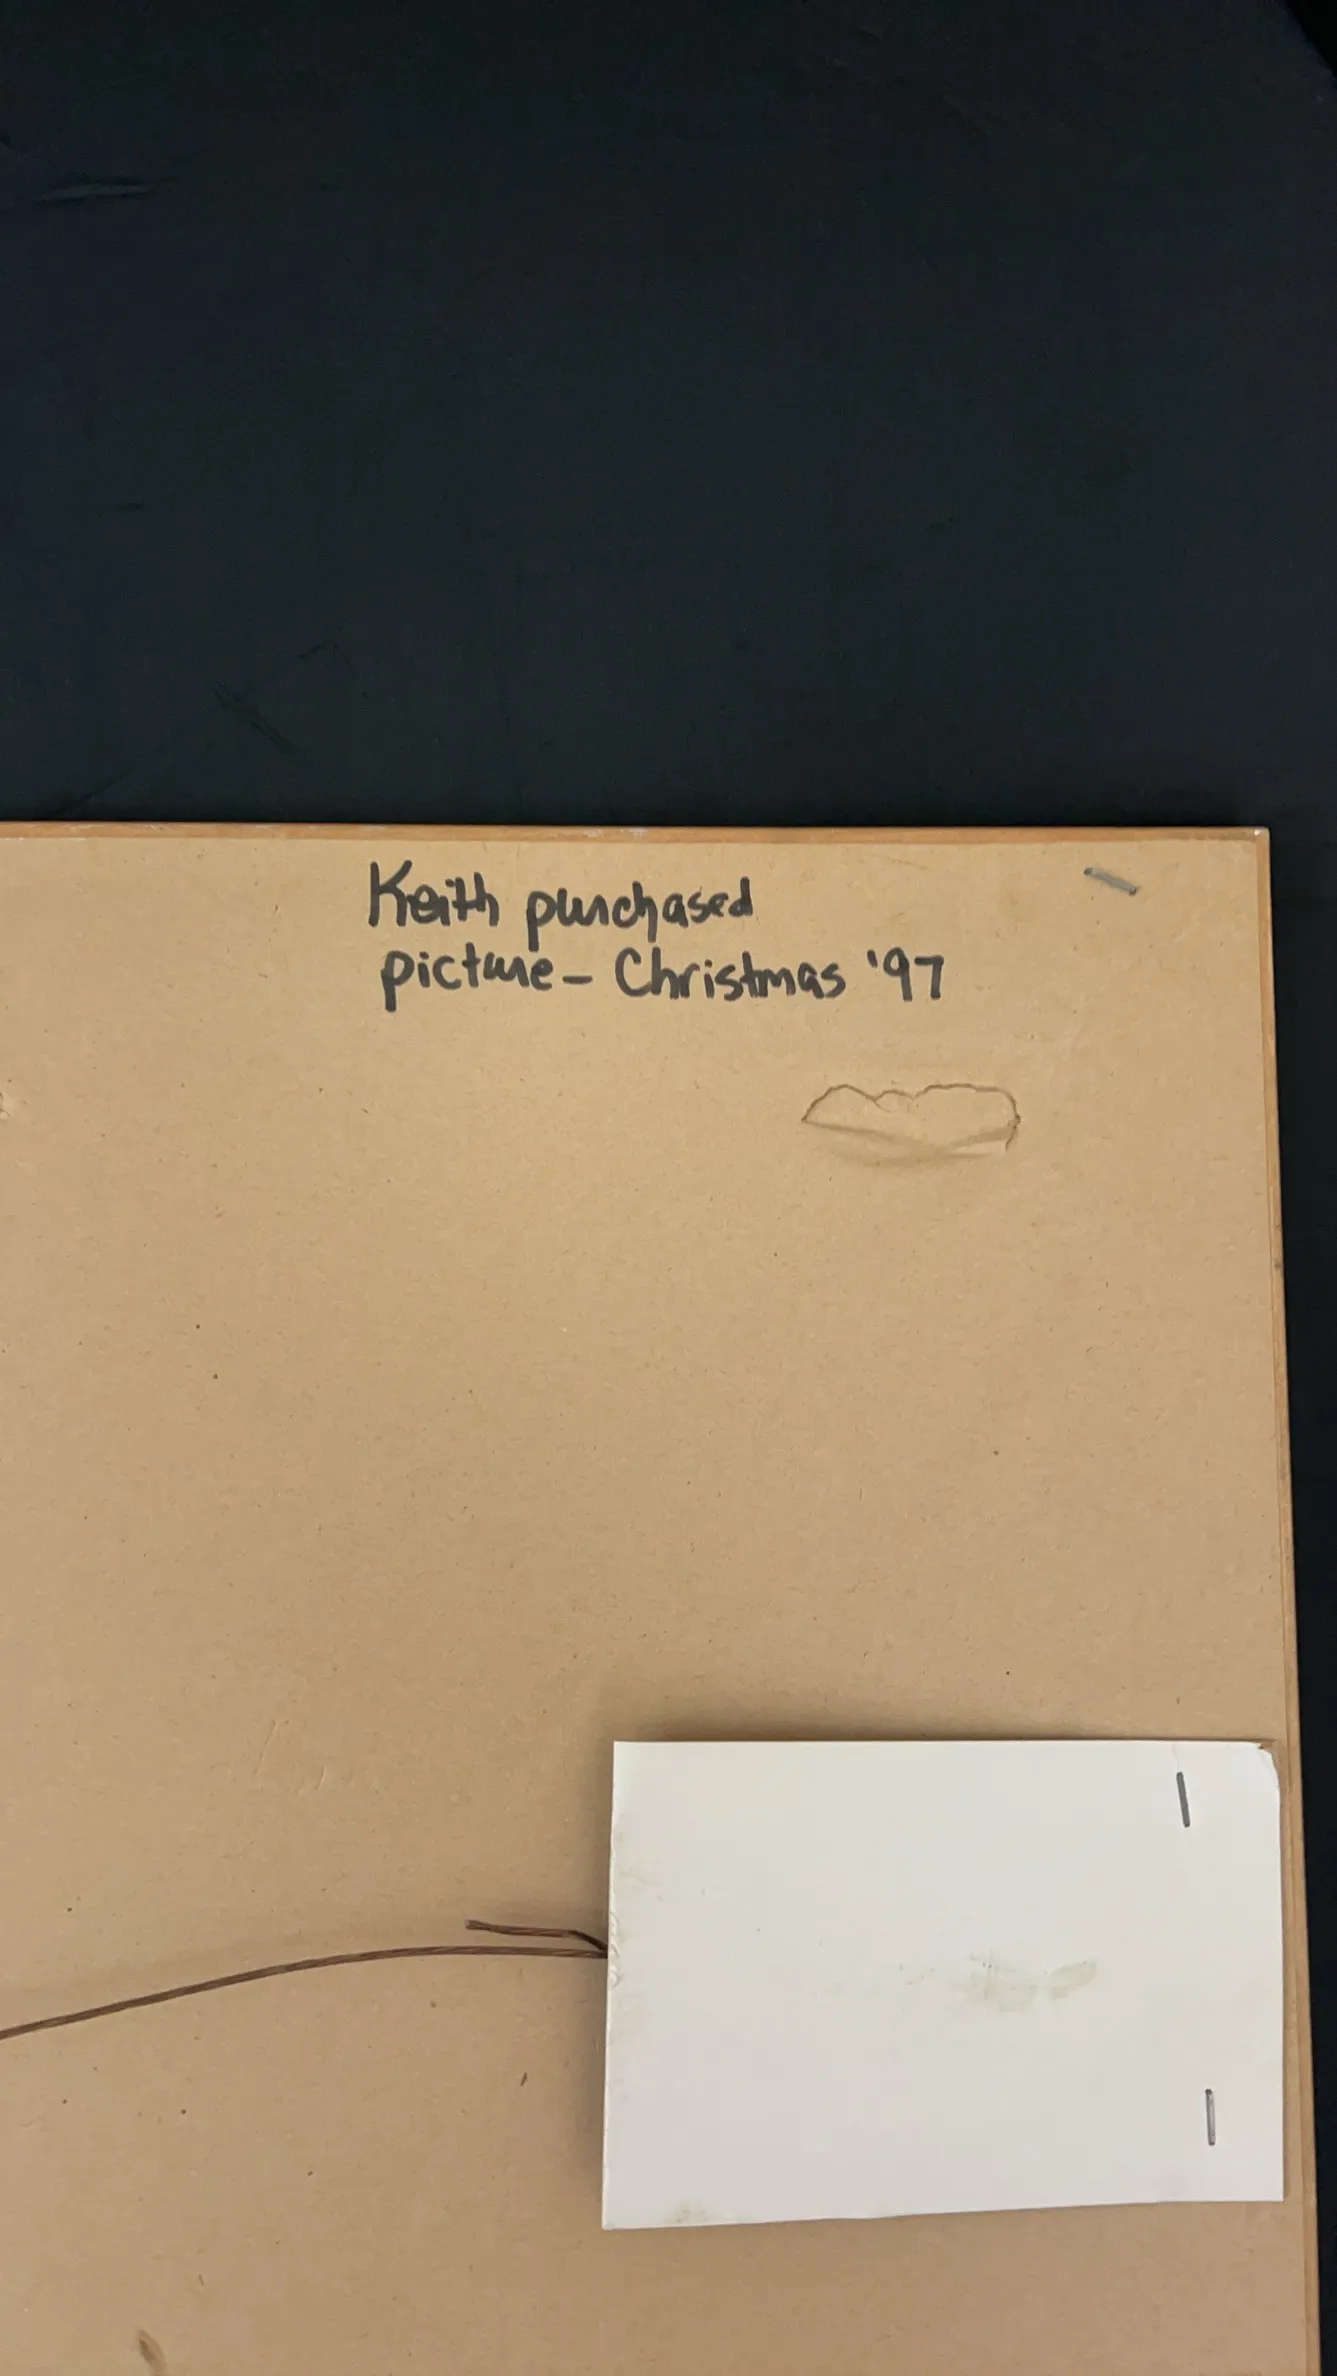 Keith purchased
picture- Christmas '97